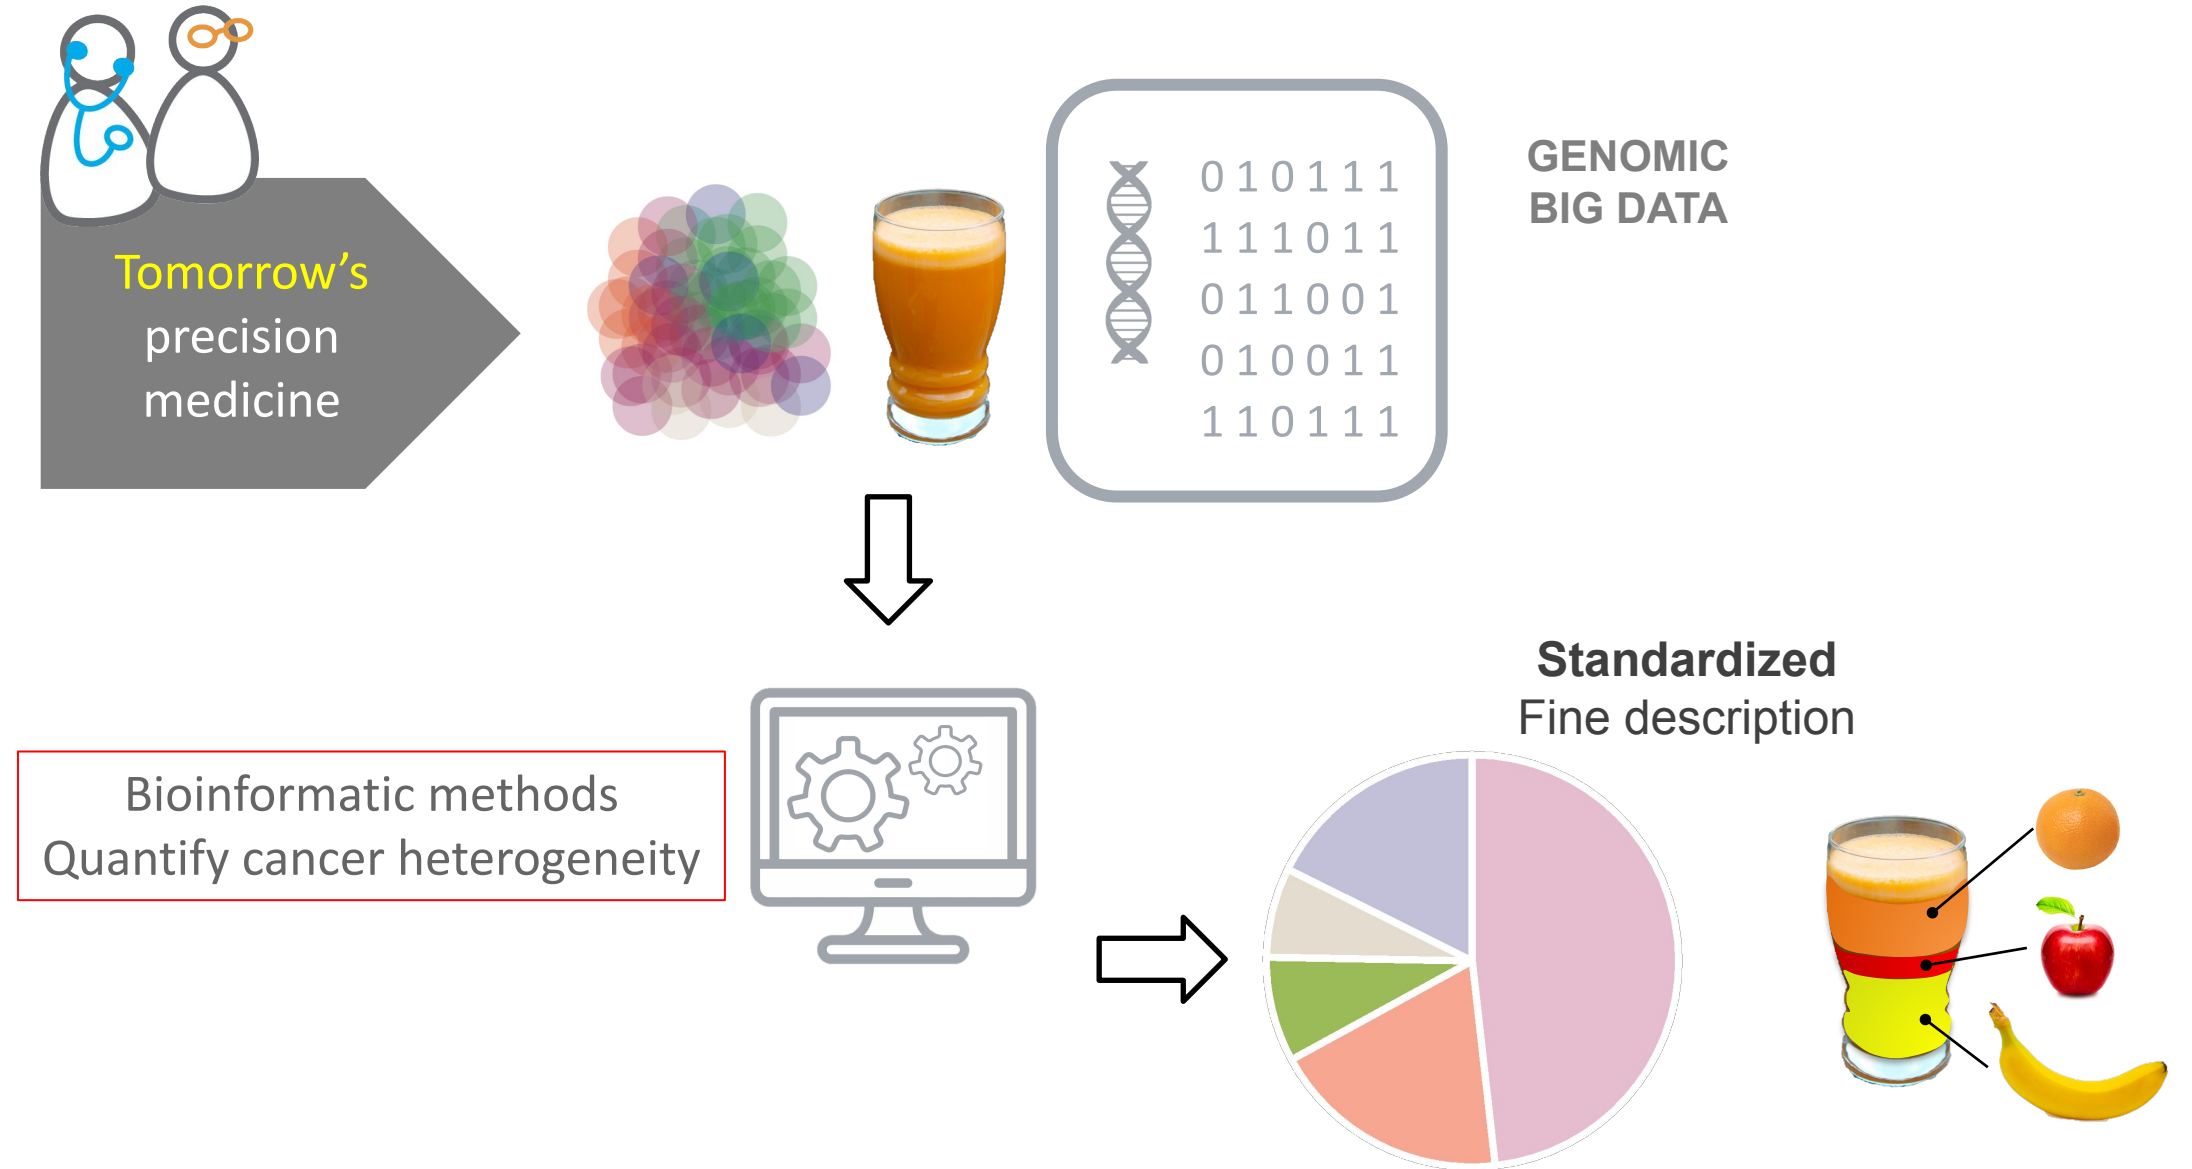 Tomorrow’s
precision
medicine
0 1 0 1 1 1
1 1 1 0 1 1
0 1 1 0 0 1
0 1 0 0 1 1
1 1 0 1 1 1
GENOMIC
BIG DATA
Bioinformatic methods
Quantify cancer heterogeneity
Standardized
Fine description